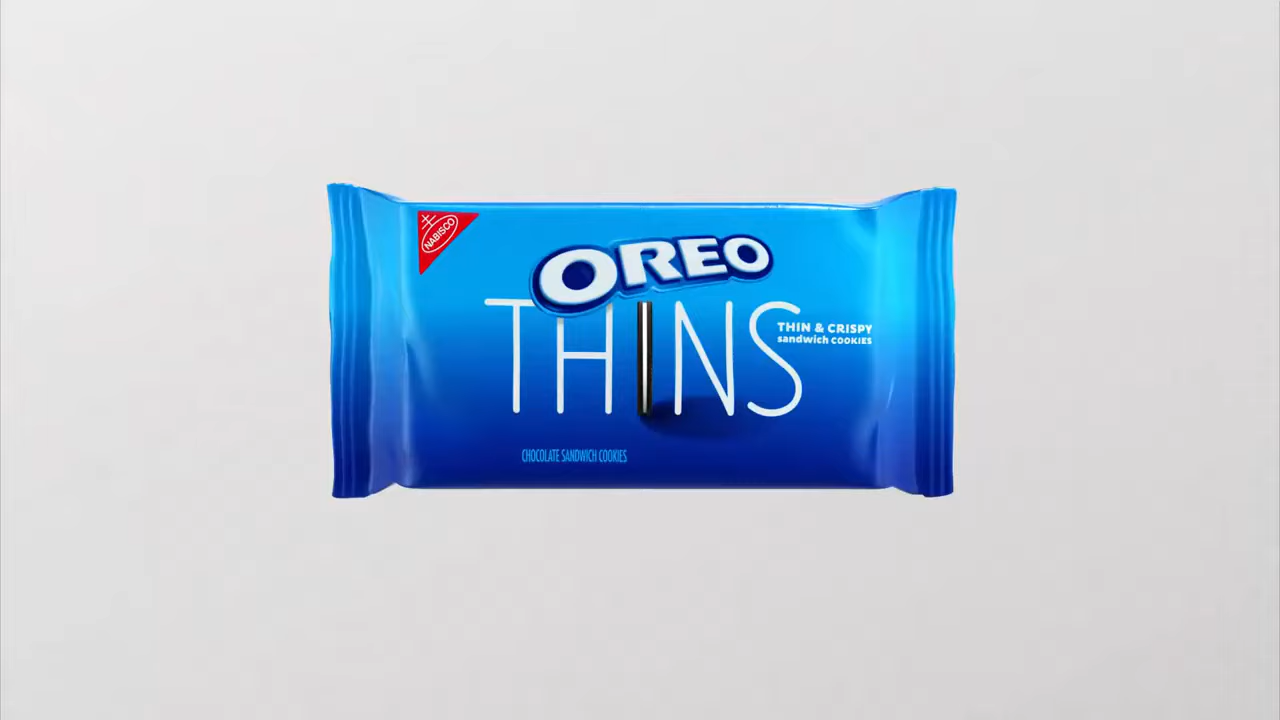 NABISCO
OREO
THINS
THIN & CRISPY
sandwich COOKIES
CHOCOLATE SANDWICH COOKIES